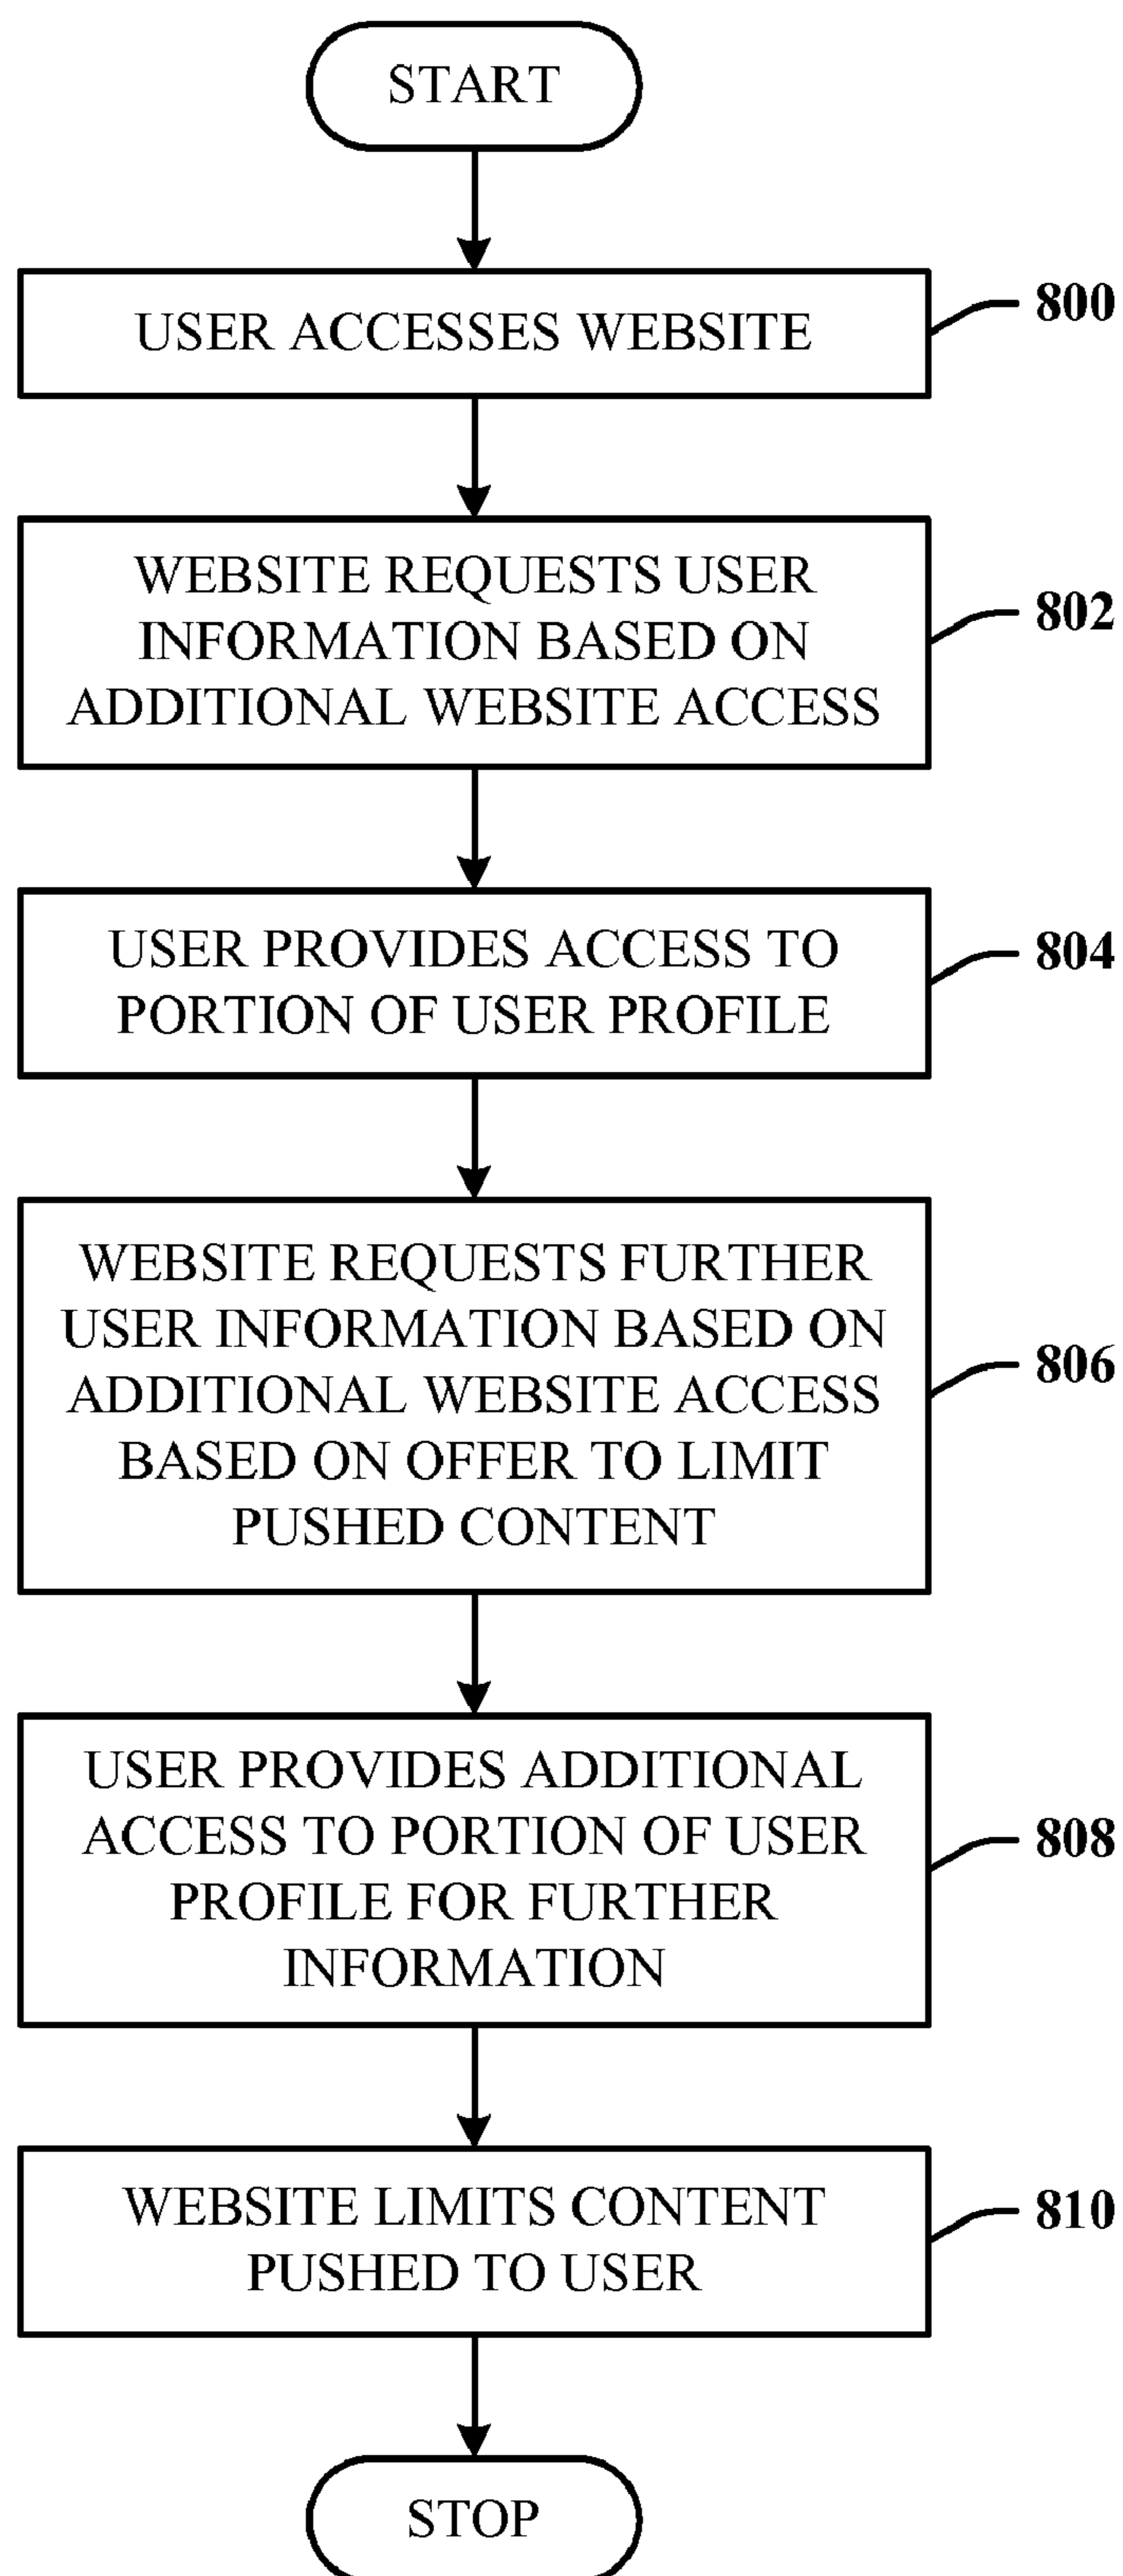 START
USER ACCESSES WEBSITE
800
WEBSITE REQUESTS USER
INFORMATION BASED ON
ADDITIONAL WEBSITE ACCESS
802
USER PROVIDES ACCESS TO
PORTION OF USER PROFILE
804
WEBSITE REQUESTS FURTHER
USER INFORMATION BASED ON
ADDITIONAL WEBSITE ACCESS
BASED ON OFFER TO LIMIT
PUSHED CONTENT
806
USER PROVIDES ADDITIONAL
ACCESS TO PORTION OF USER
PROFILE FOR FURTHER
INFORMATION
808
WEBSITE LIMITS CONTENT
PUSHED TO USER
810
STOP